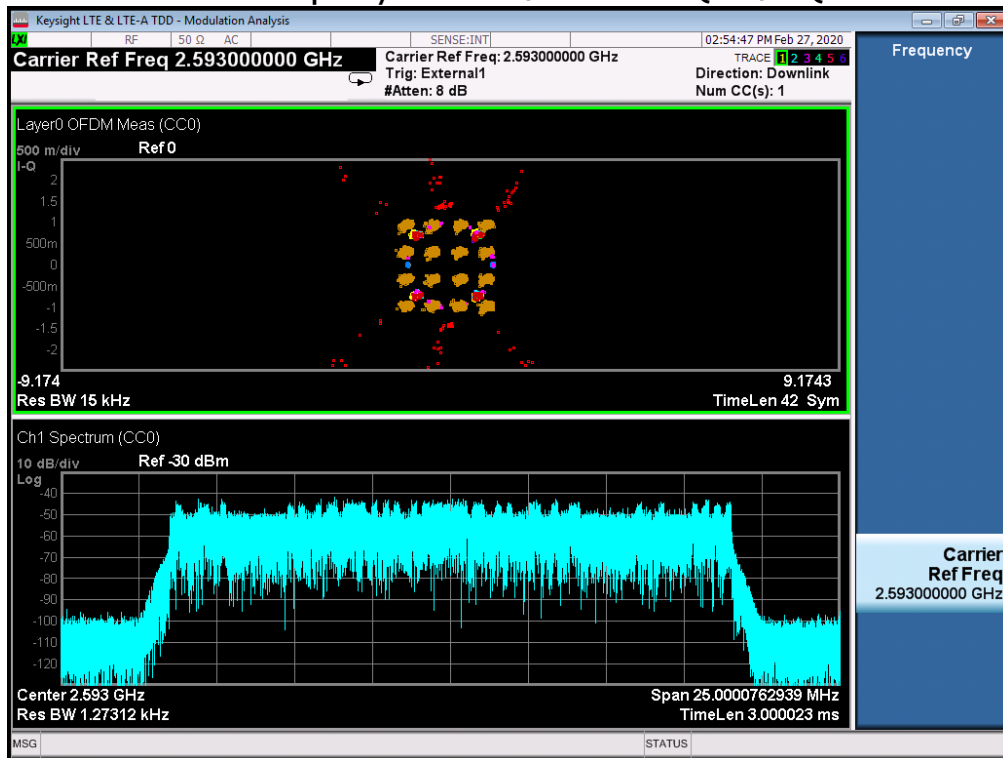 Keysight LTE & LTE-A TDD - Modulation Analysis
LXI RF 50 Ω AC SENSE:INT 02:54:47 PM Feb 27, 2020
Carrier Ref Freq 2.593000000 GHz
Carrier Ref Freq: 2.593000000 GHz
Trig: External1
#Atten: 8 dB
TRACE 1 2 3 4 5 6
Direction: Downlink
Num CC(s): 1
Frequency
Layer0 OFDM Meas (CC0)
500 m/div Ref 0
I-Q
2
1.5
1
500m
0
-500m
-1
-1.5
-2
-9.174 9.1743
Res BW 15 kHz TimeLen 42 Sym
Ch1 Spectrum (CC0)
10 dB/div Ref -30 dBm
Log
-40
-50
-60
-70
-80
-90
-100
-110
-120
Center 2.593 GHz Span 25.0000762939 MHz
Res BW 1.27312 kHz TimeLen 3.000023 ms
Carrier
Ref Freq
2.593000000 GHz
MSG STATUS